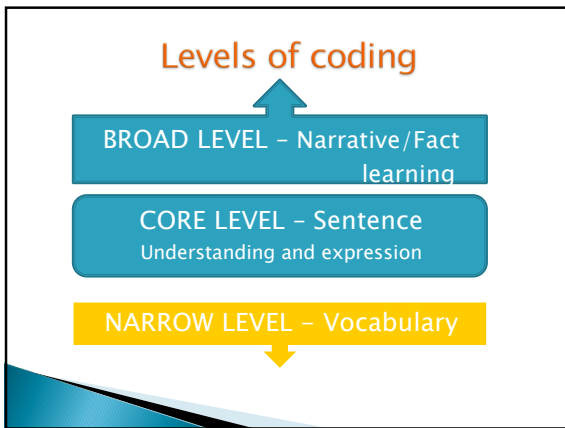 Levels of coding
BROAD LEVEL – Narrative/Fact
learning
CORE LEVEL – Sentence
Understanding and expression
NARROW LEVEL – Vocabulary